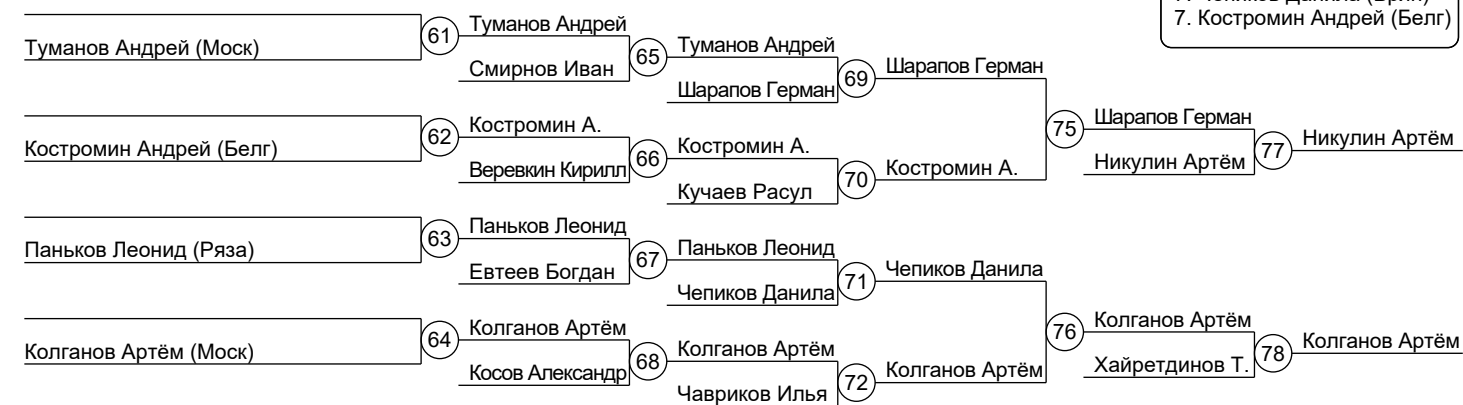 7. Костромин Андрей (Белг)
Туманов Андрей (Моск)
61
Туманов Андрей
Смирнов Иван
65
Туманов Андрей
Шарапов Герман
69
Шарапов Герман
Костромин Андрей (Белг)
62
Костромин А.
Веревкин Кирилл
66
Костромин А.
Кучаев Расул
70
Костромин А.
75
Шарапов Герман
Никулин Артём
77
Никулин Артём
Паньков Леонид (Ряза)
63
Паньков Леонид
Евтеев Богдан
67
Паньков Леонид
Чепиков Данила
71
Чепиков Данила
Колганов Артём (Моск)
64
Колганов Артём
Косов Александр
68
Колганов Артём
Чавриков Илья
72
Колганов Артём
76
Колганов Артём
Хайретдинов Т.
78
Колганов Артём